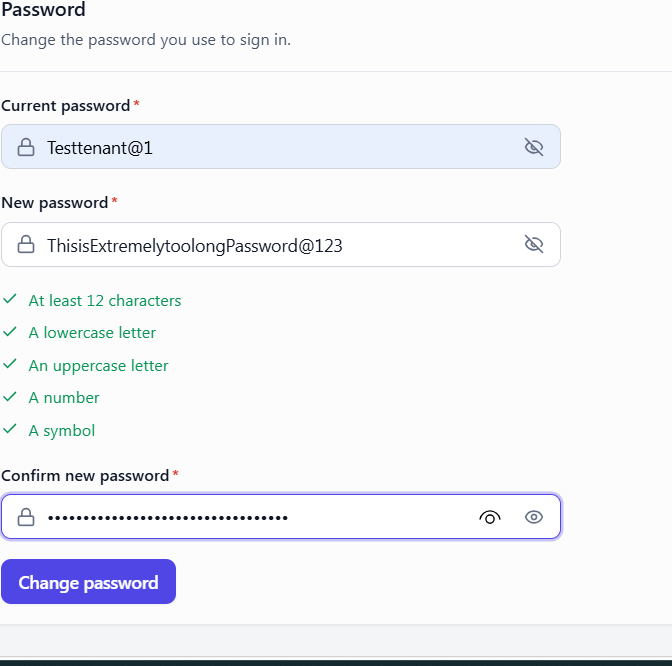 Password
Change the password you use to sign in.
Current password *
Testtenant@1
New password *
ThisisExtremelytoolongPassword@123
At least 12 characters
A lowercase letter
An uppercase letter
A number
A symbol
Confirm new password *
••••••••••••••••••••••••••••••••••
Change password